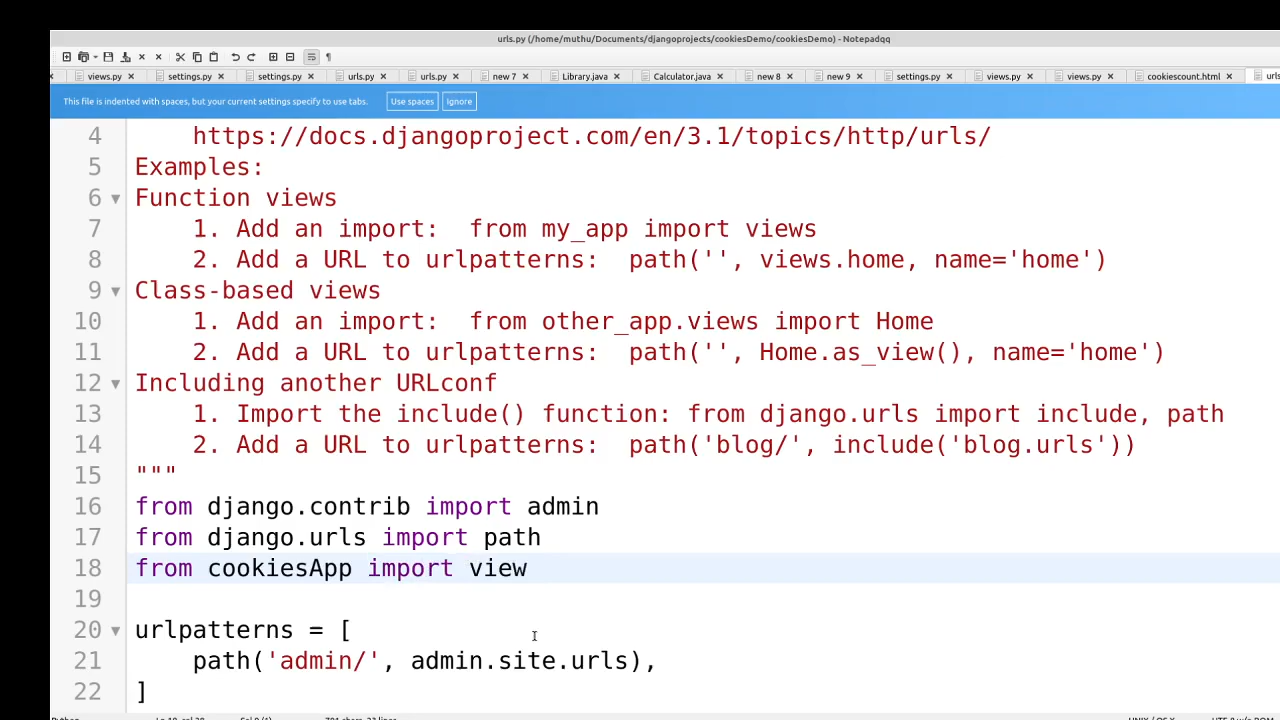 urls.py (/home/muthu/Documents/djangoprojects/cookiesDemo/cookiesDemo) - Notepadqq
views.py settings.py settings.py urls.py urls.py new 7 Library.java Calculator.java new 8 new 9 settings.py views.py views.py cookiescount.html urls
This file is indented with spaces, but your current settings specify to use tabs. Use spaces Ignore
4 https://docs.djangoproject.com/en/3.1/topics/http/urls/
5 Examples:
6 Function views
7 1. Add an import:  from my_app import views
8 2. Add a URL to urlpatterns:  path('', views.home, name='home')
9 Class-based views
10 1. Add an import:  from other_app.views import Home
11 2. Add a URL to urlpatterns:  path('', Home.as_view(), name='home')
12 Including another URLconf
13 1. Import the include() function: from django.urls import include, path
14 2. Add a URL to urlpatterns:  path('blog/', include('blog.urls'))
15 """
16 from django.contrib import admin
17 from django.urls import path
18 from cookiesApp import view
19
20 urlpatterns = [
21 path('admin/', admin.site.urls),
22 ]